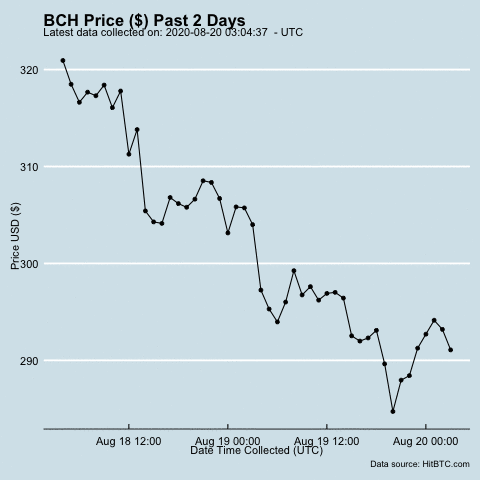 BCH Price ($) Past 2 Days
Latest data collected on: 2020-08-20 03:04:37  - UTC
320
310
300
290
Price USD ($)
Aug 18 12:00 Aug 19 00:00 Aug 19 12:00 Aug 20 00:00
Date Time Collected (UTC)
Data source: HitBTC.com